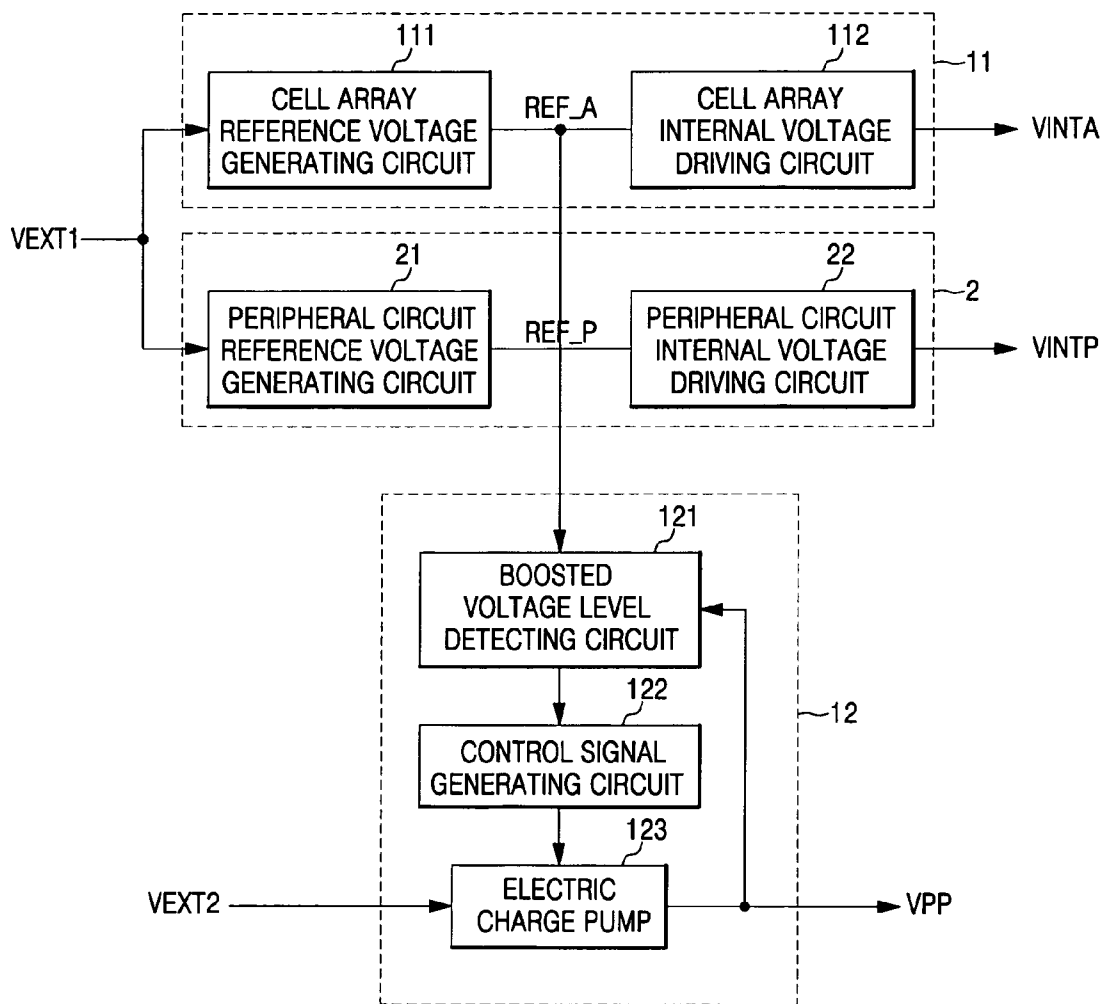 111
112
11
CELL ARRAY
REFERENCE VOLTAGE
GENERATING CIRCUIT
REF_A
CELL ARRAY
INTERNAL VOLTAGE
DRIVING CIRCUIT
VINTA
VEXT1
21
22
2
PERIPHERAL CIRCUIT
REFERENCE VOLTAGE
GENERATING CIRCUIT
REF_P
PERIPHERAL CIRCUIT
INTERNAL VOLTAGE
DRIVING CIRCUIT
VINTP
121
BOOSTED
VOLTAGE LEVEL
DETECTING CIRCUIT
122
12
CONTROL SIGNAL
GENERATING CIRCUIT
123
VEXT2
ELECTRIC
CHARGE PUMP
VPP